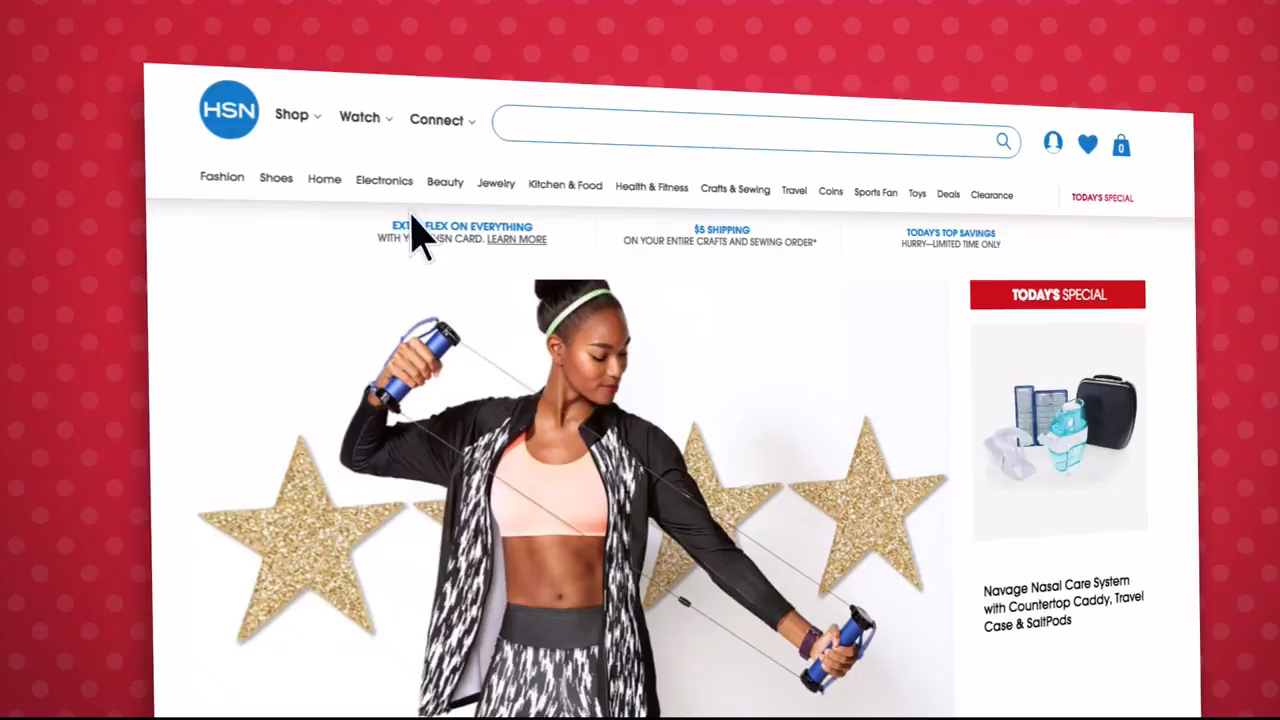 HSN
Shop
Watch
Connect
0
Fashion
Shoes
Home
Electronics
Beauty
Jewelry
Kitchen & Food
Health & Fitness
Crafts & Sewing
Travel
Coins
Sports Fan
Toys
Deals
Clearance
TODAY'S SPECIAL
FLEX ON EVERYTHING
WITH HSN CARD. LEARN MORE
$5 SHIPPING
ON YOUR ENTIRE CRAFTS AND SEWING ORDER*
TODAY'S TOP SAVINGS
HURRY—LIMITED TIME ONLY
TODAY'S SPECIAL
Navage Nasal Care System
with Countertop Caddy, Travel
Case & SaltPods